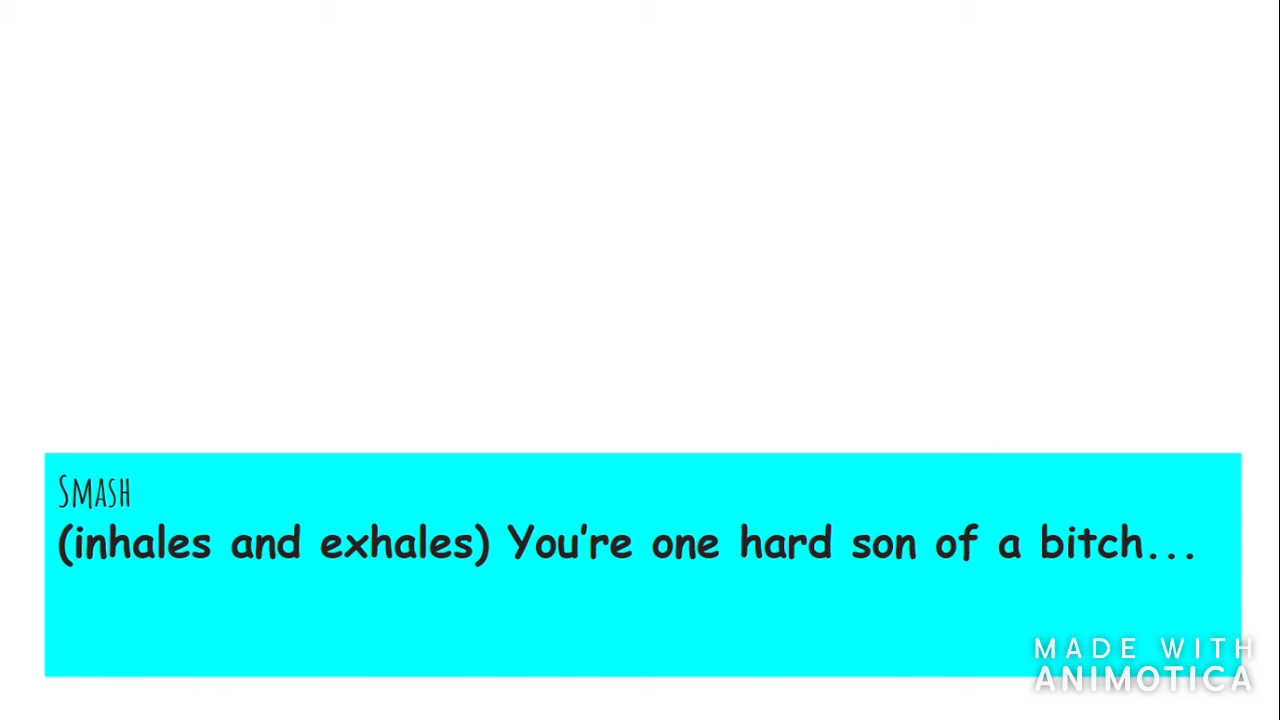 Smash
(inhales and exhales) You're one hard son of a bitch...
MADE WITH
ANIMOTICA